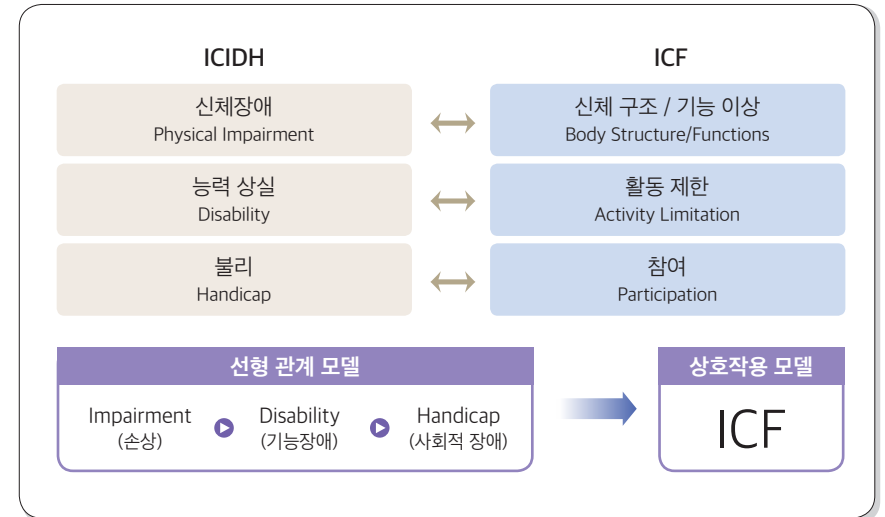 ICIDH
ICF
신체장애
Physical Impairment
신체 구조 / 기능 이상
Body Structure/Functions
능력 상실
Disability
활동 제한
Activity Limitation
불리
Handicap
참여
Participation
선형 관계 모델
Impairment
(손상)
Disability
(기능장애)
Handicap
(사회적 장애)
상호작용 모델
ICF